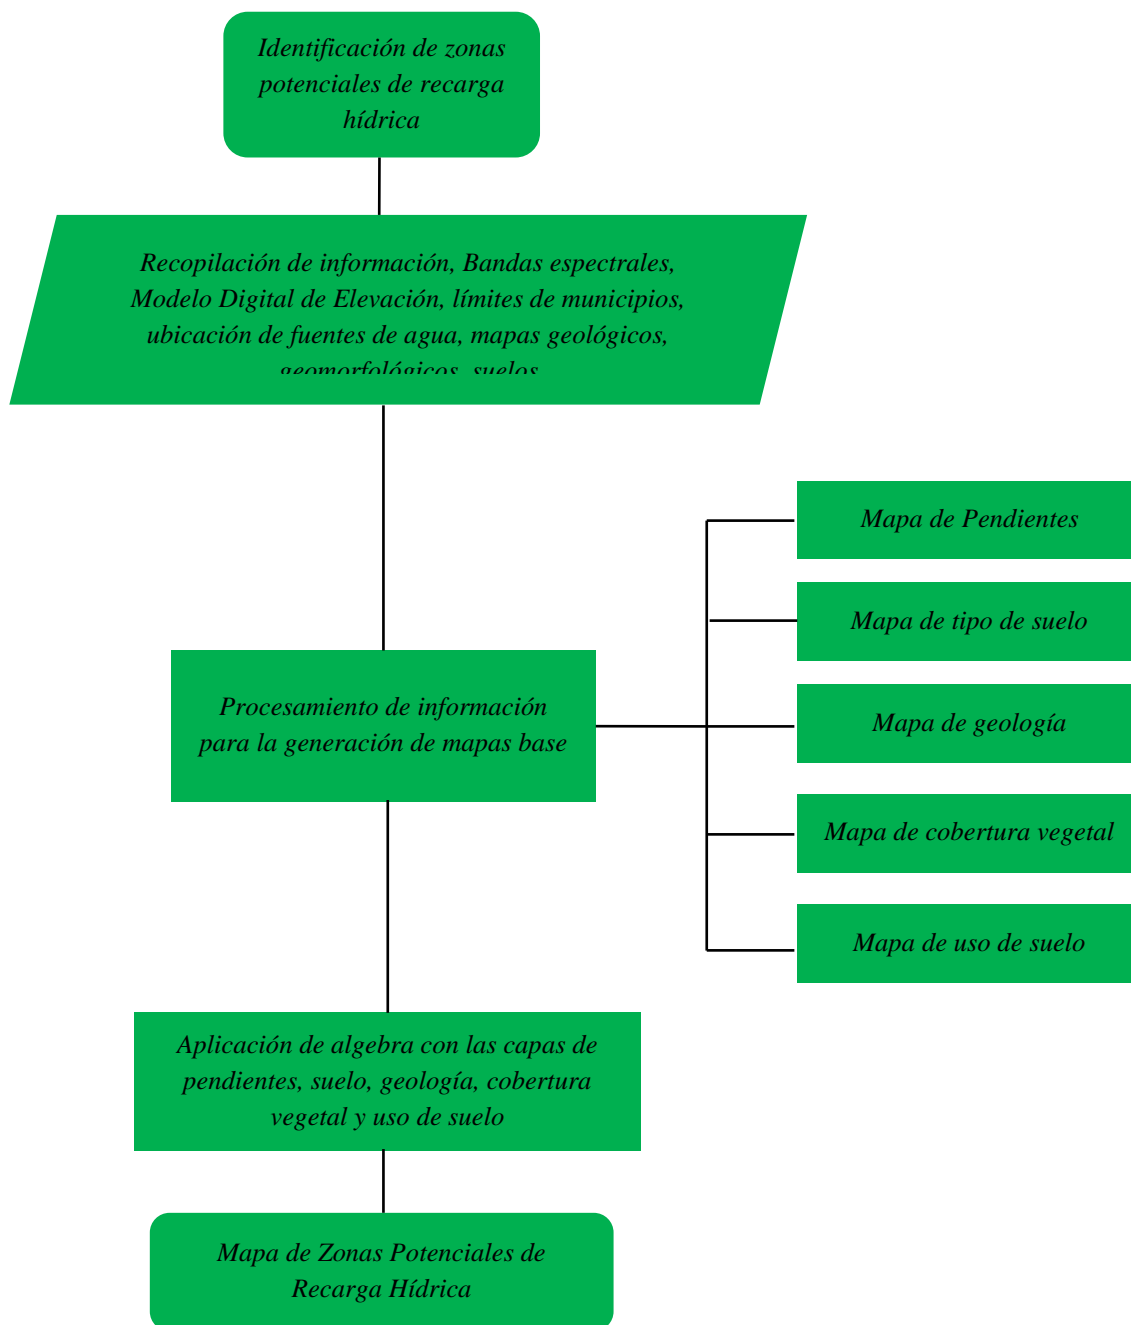 Identificación de zonas
potenciales de recarga
hídrica
Recopilación de información, Bandas espectrales,
Modelo Digital de Elevación, límites de municipios,
ubicación de fuentes de agua, mapas geológicos,
geomorfológicos, suelos
Mapa de Pendientes
Mapa de tipo de suelo
Procesamiento de información
para la generación de mapas base
Mapa de geología
Mapa de cobertura vegetal
Mapa de uso de suelo
Aplicación de algebra con las capas de
pendientes, suelo, geología, cobertura
vegetal y uso de suelo
Mapa de Zonas Potenciales de
Recarga Hídrica